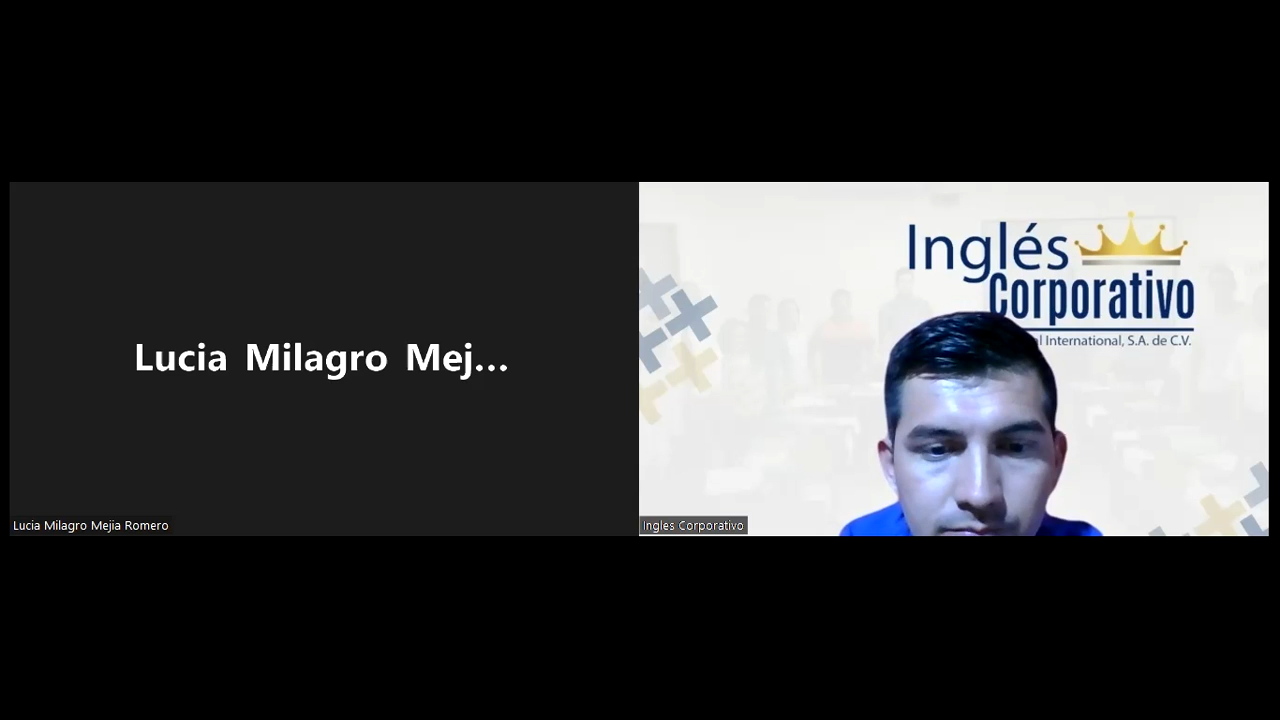 Lucia Milagro Mej...
Lucia Milagro Mejia Romero
Inglés
Corporativo
International, S.A. de C.V.
Ingles Corporativo